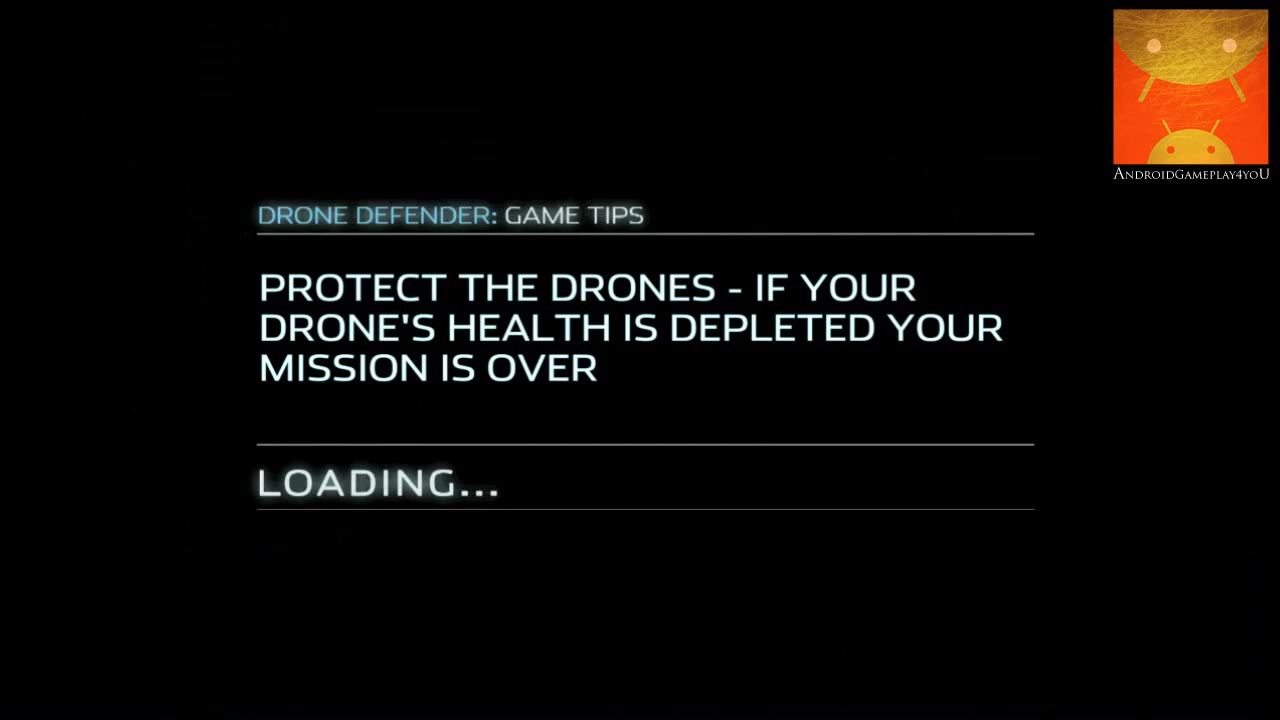 AndroidGameplay4yoU
DRONE DEFENDER: GAME TIPS
PROTECT THE DRONES - IF YOUR
DRONE'S HEALTH IS DEPLETED YOUR
MISSION IS OVER
LOADING...